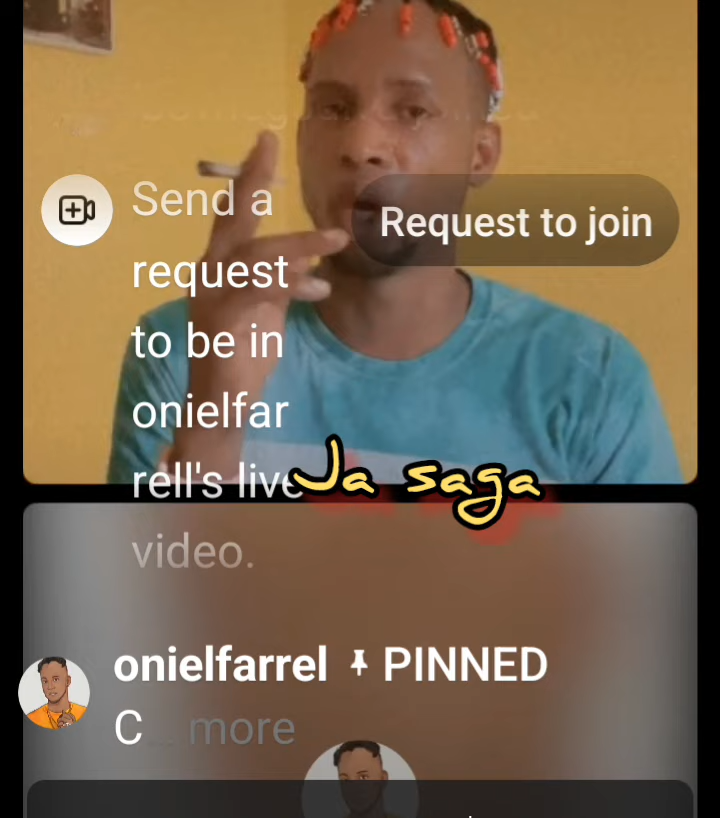 Send a
request
to be in
onielfar
rell's live
video.
Request to join
Ja saga
onielfarrel PINNED
C... more